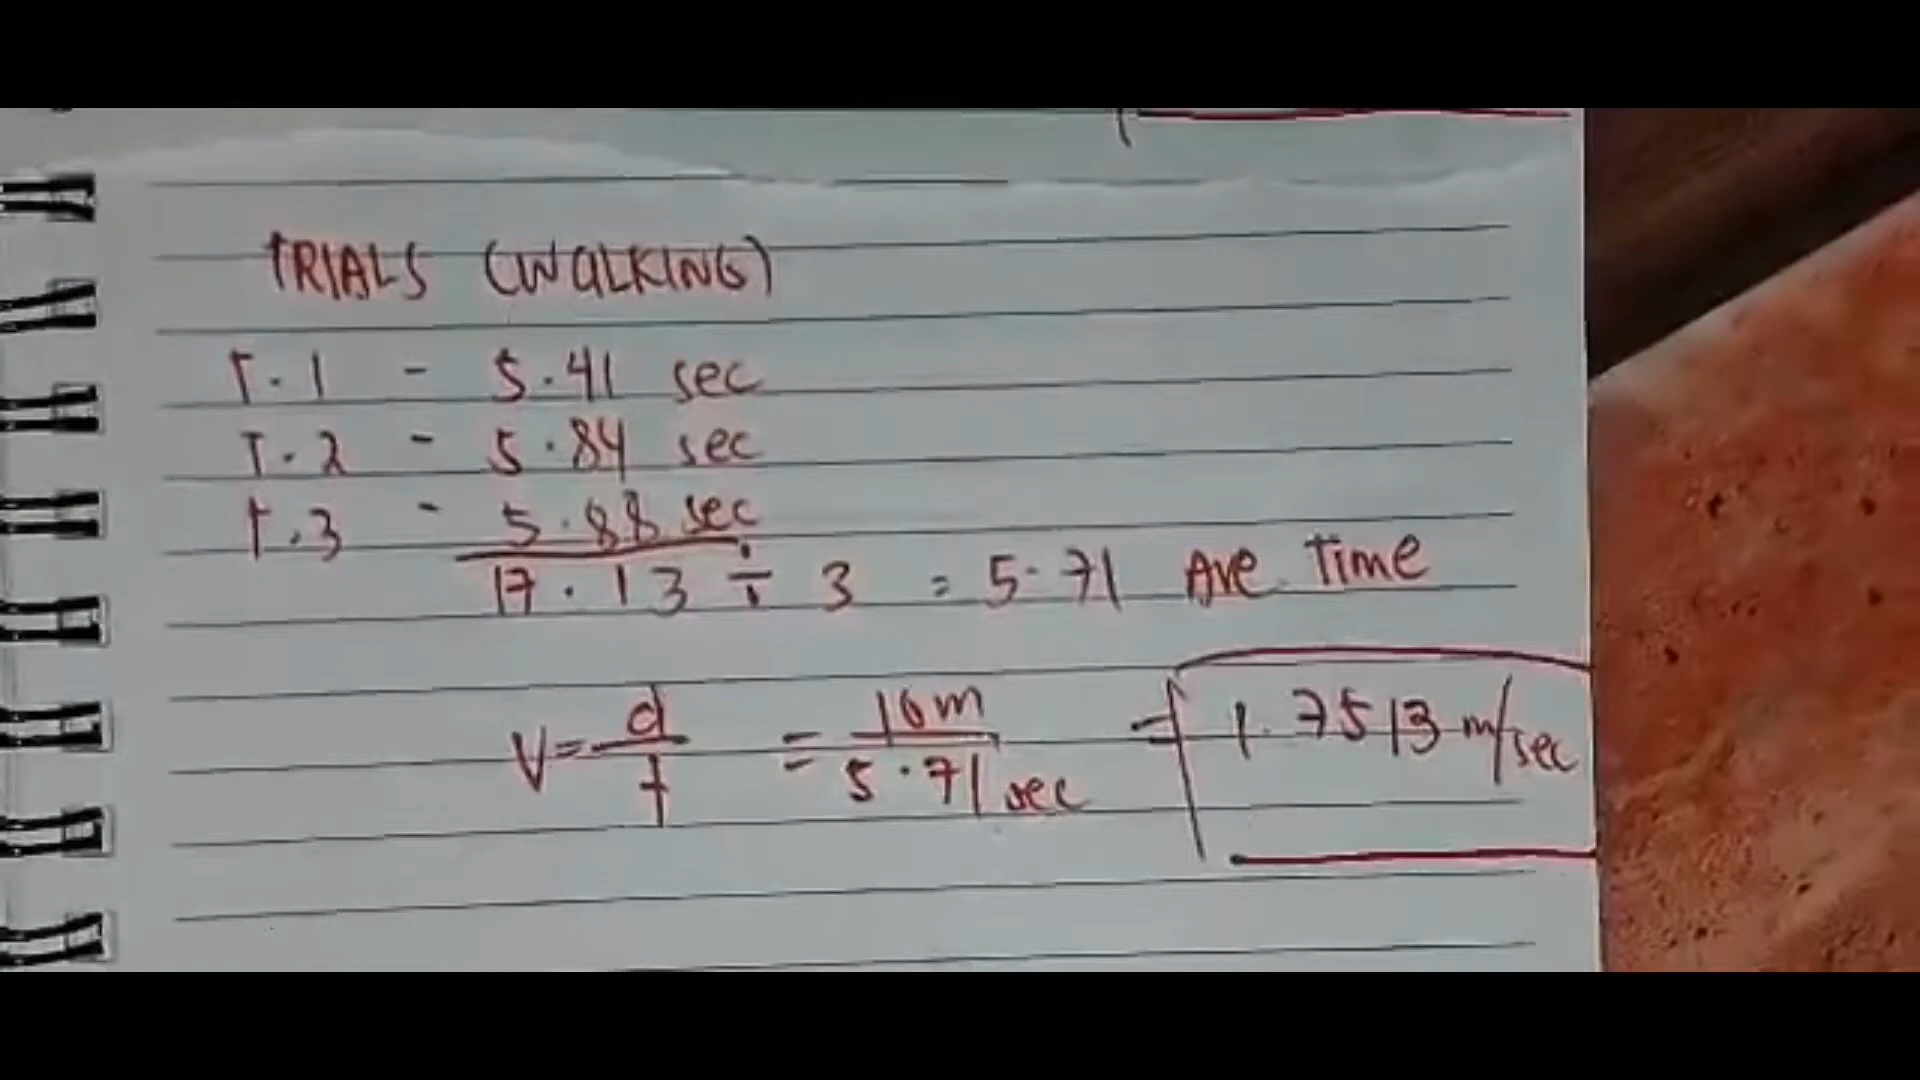 TRIALS (WALKING)
T.1 - 5.41 sec
T.2 - 5.84 sec
T.3 - 5.88 sec
17.13 ÷ 3 = 5.71 Ave Time
V = d/t = 10m/5.71 sec = 1.7513 m/sec